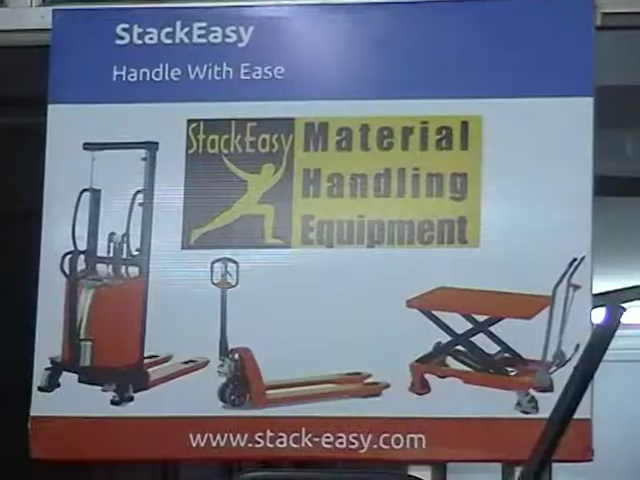 StackEasy
Handle With Ease
StackEasy
Material
Handling
Equipment
www.stack-easy.com